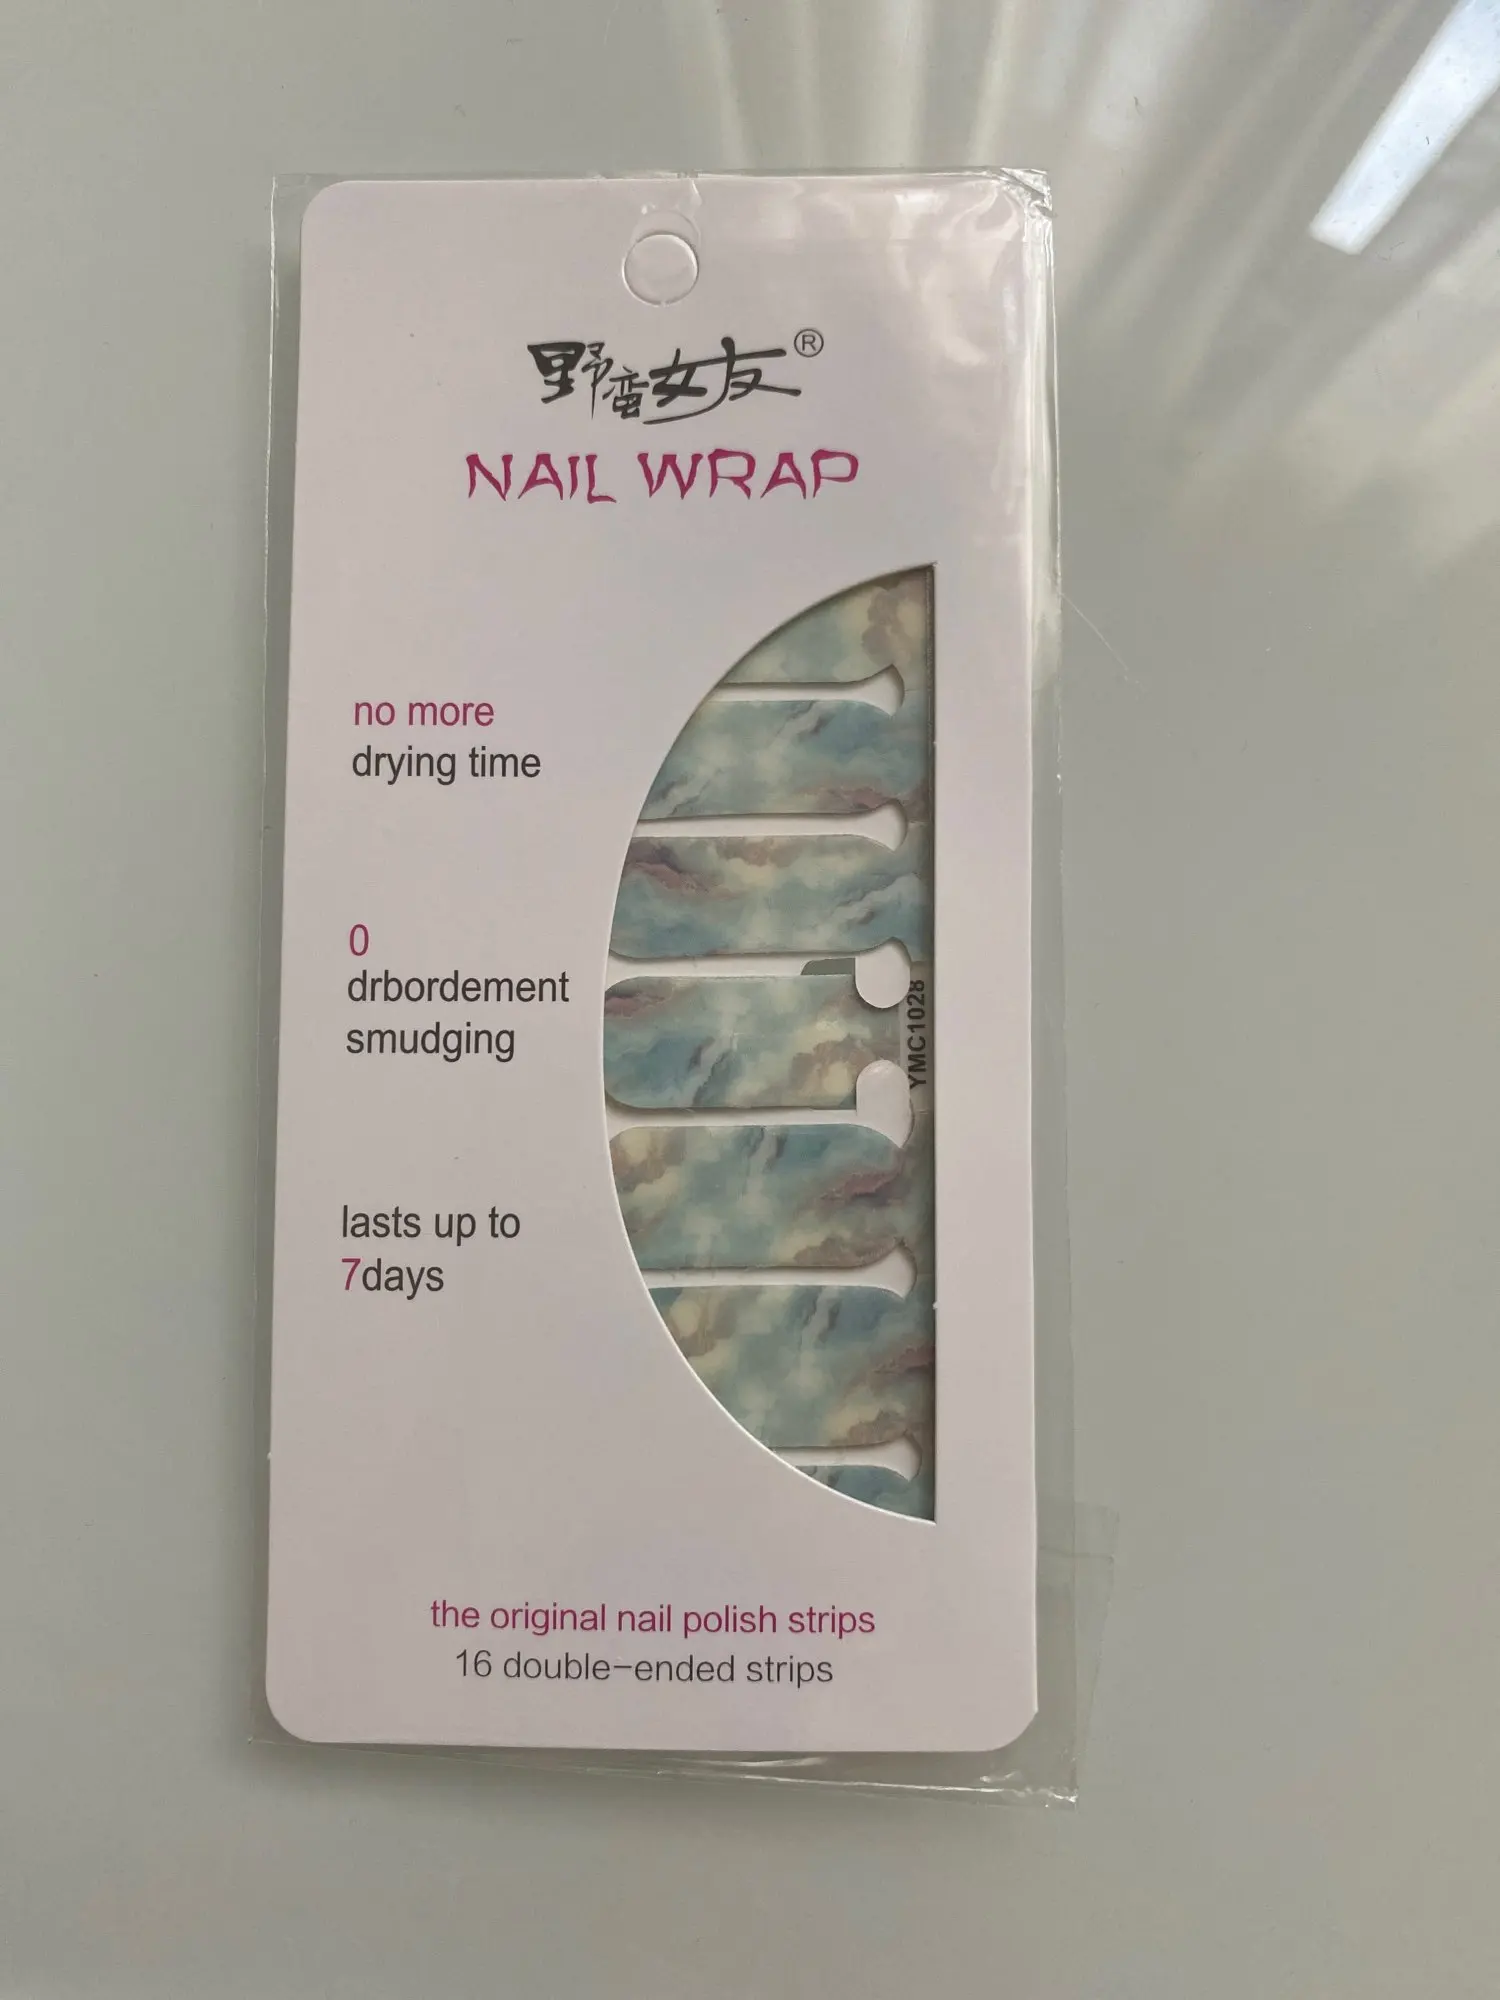 野蛮女友®
NAIL WRAP
no more
drying time
0
drbordement
smudging
YMC1028
lasts up to
7days
the original nail polish strips
16 double-ended strips